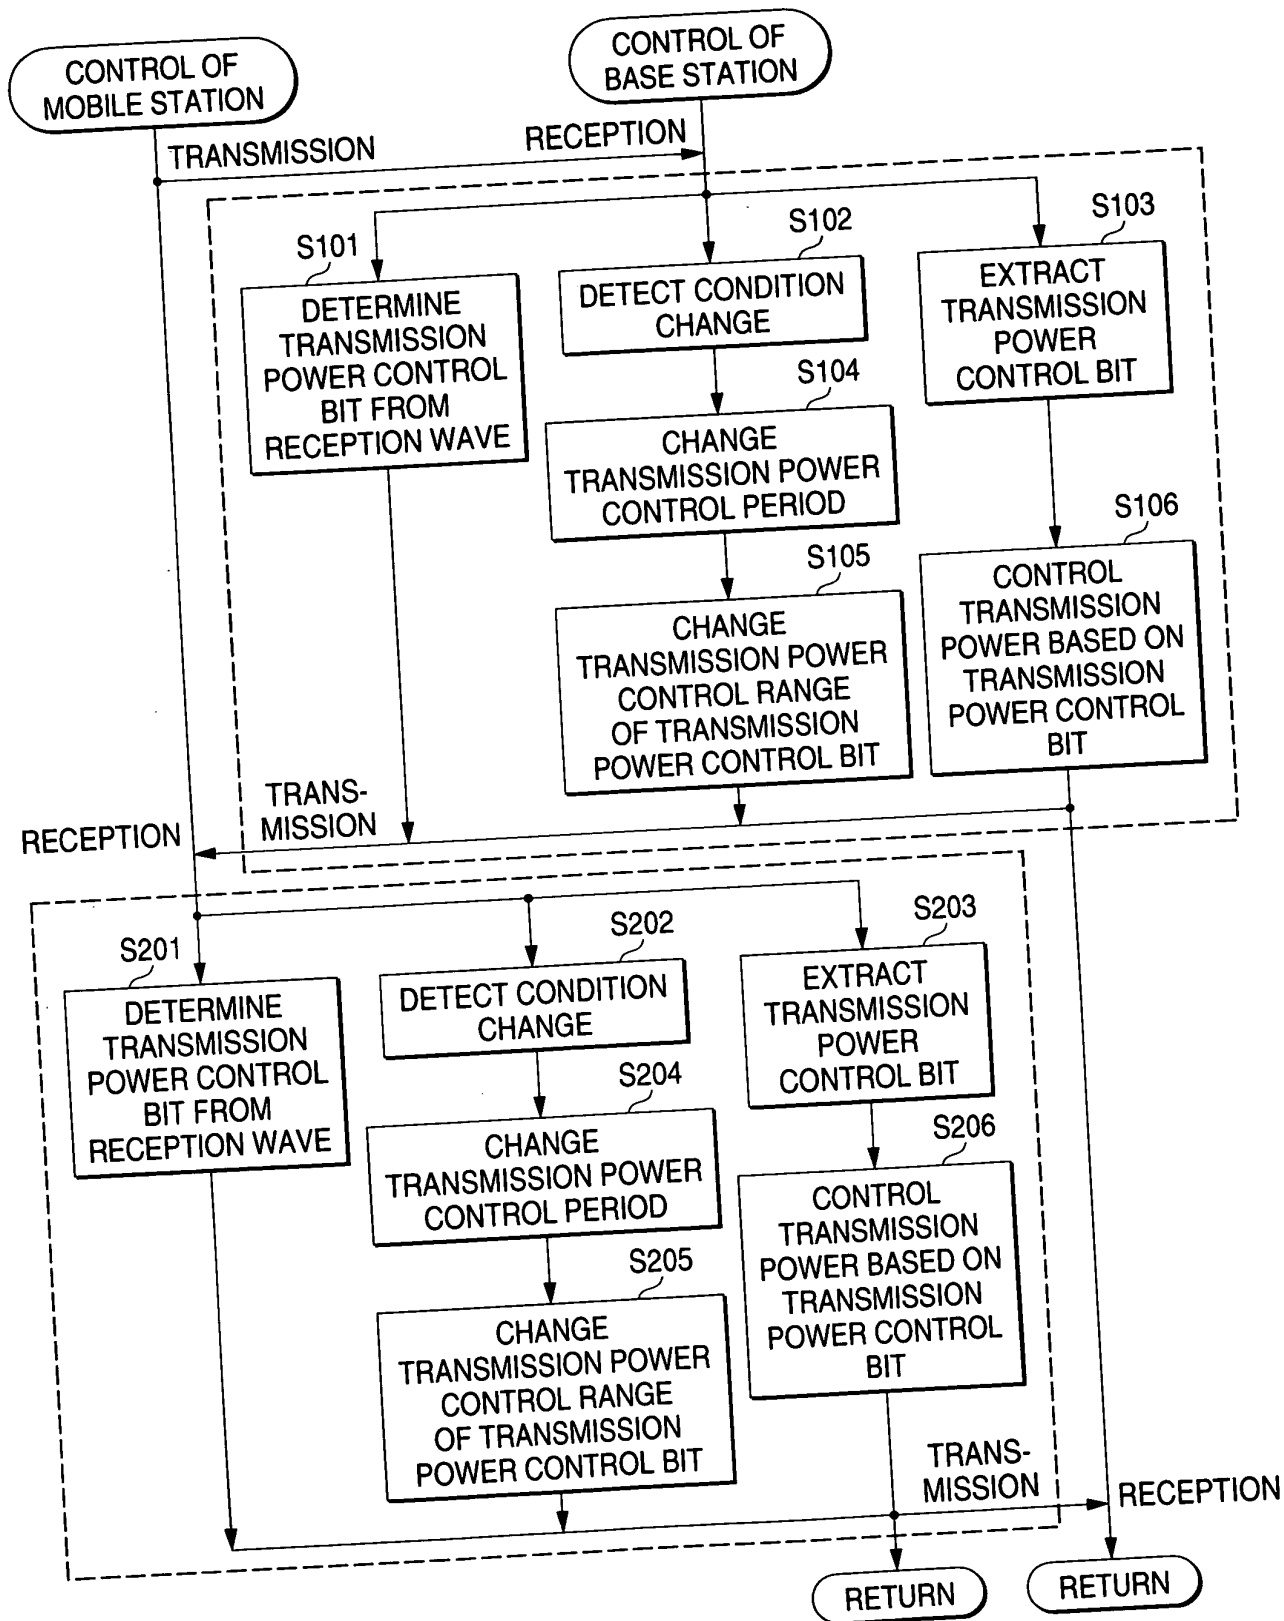 CONTROL OF
MOBILE STATION
CONTROL OF
BASE STATION
TRANSMISSION
RECEPTION
S101
DETERMINE
TRANSMISSION
POWER CONTROL
BIT FROM
RECEPTION WAVE
S102
DETECT CONDITION
CHANGE
S103
EXTRACT
TRANSMISSION
POWER
CONTROL BIT
S104
CHANGE
TRANSMISSION POWER
CONTROL PERIOD
S105
CHANGE
TRANSMISSION POWER
CONTROL RANGE
OF TRANSMISSION
POWER CONTROL BIT
S106
CONTROL
TRANSMISSION
POWER BASED ON
TRANSMISSION
POWER CONTROL
BIT
TRANS-
MISSION
RECEPTION
S201
DETERMINE
TRANSMISSION
POWER CONTROL
BIT FROM
RECEPTION WAVE
S202
DETECT CONDITION
CHANGE
S203
EXTRACT
TRANSMISSION
POWER
CONTROL BIT
S204
CHANGE
TRANSMISSION POWER
CONTROL PERIOD
S205
CHANGE
TRANSMISSION POWER
CONTROL RANGE
OF TRANSMISSION
POWER CONTROL BIT
S206
CONTROL
TRANSMISSION
POWER BASED ON
TRANSMISSION
POWER CONTROL
BIT
TRANS-
MISSION
RECEPTION
RETURN
RETURN